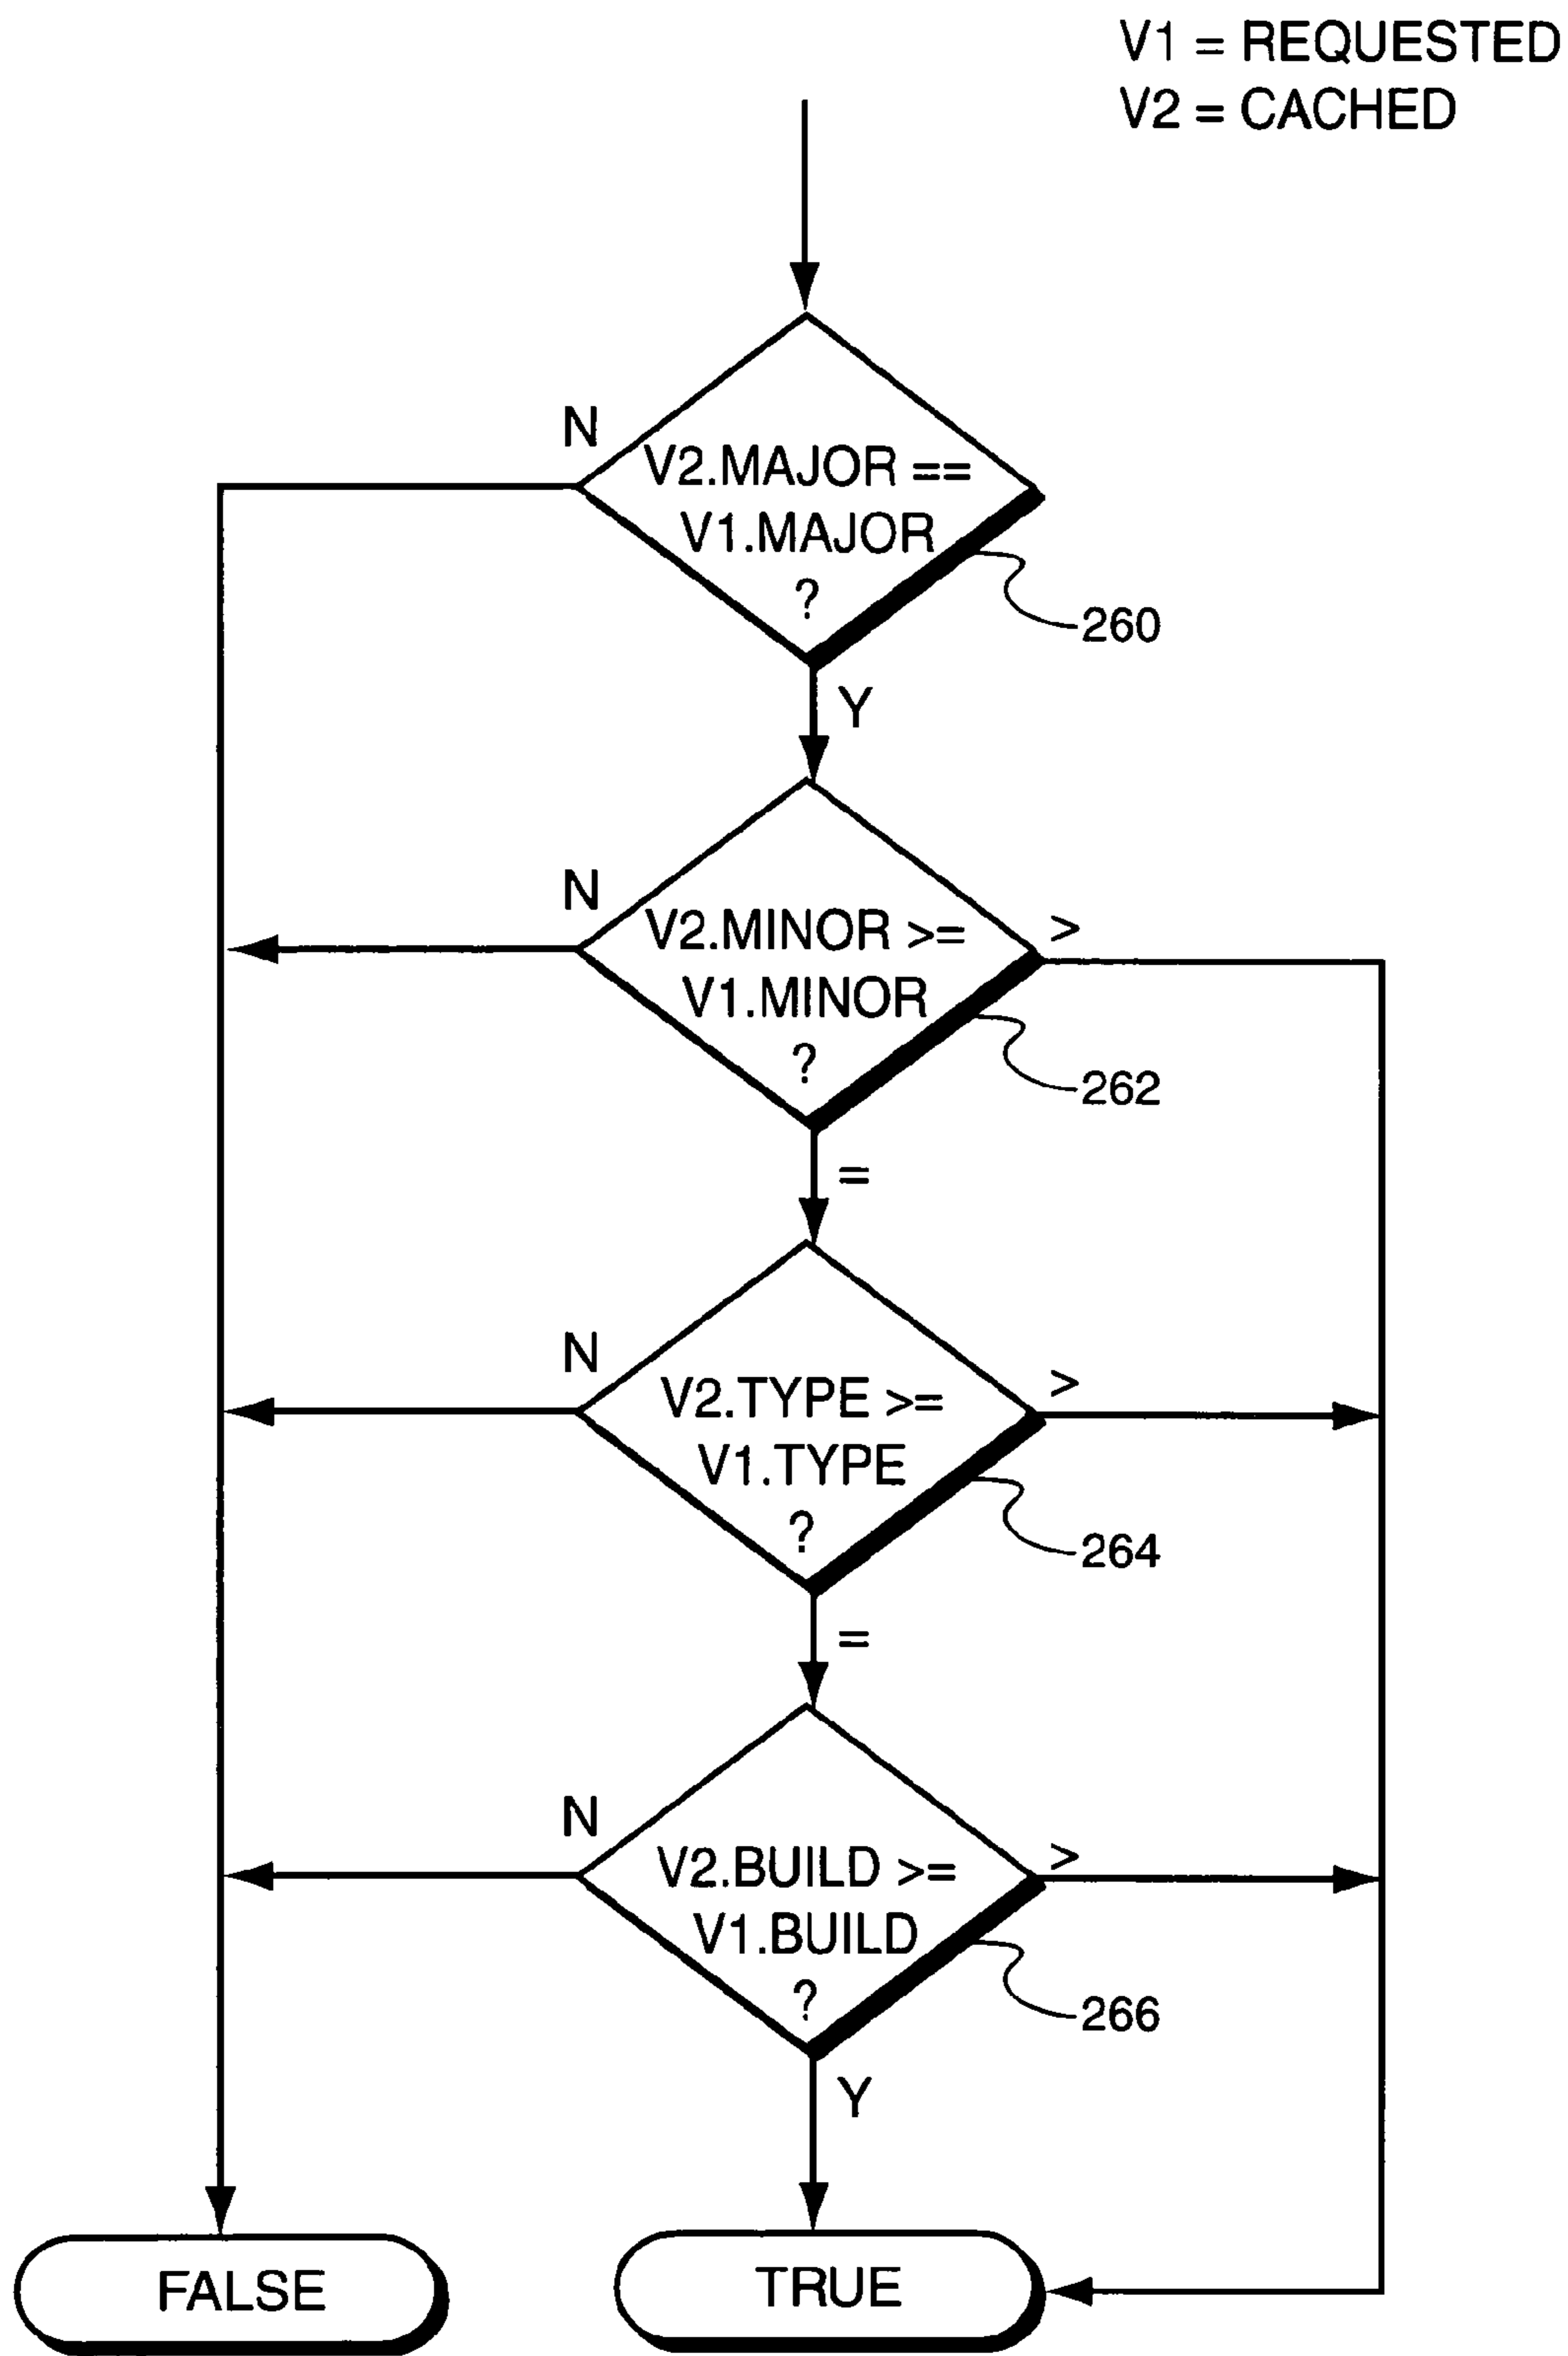 V1 = REQUESTED
V2 = CACHED
N
V2.MAJOR ==
V1.MAJOR
?
260
Y
N
V2.MINOR >=
V1.MINOR
?
>
262
=
N
V2.TYPE >=
V1.TYPE
?
>
264
=
N
V2.BUILD >=
V1.BUILD
?
>
266
Y
FALSE
TRUE